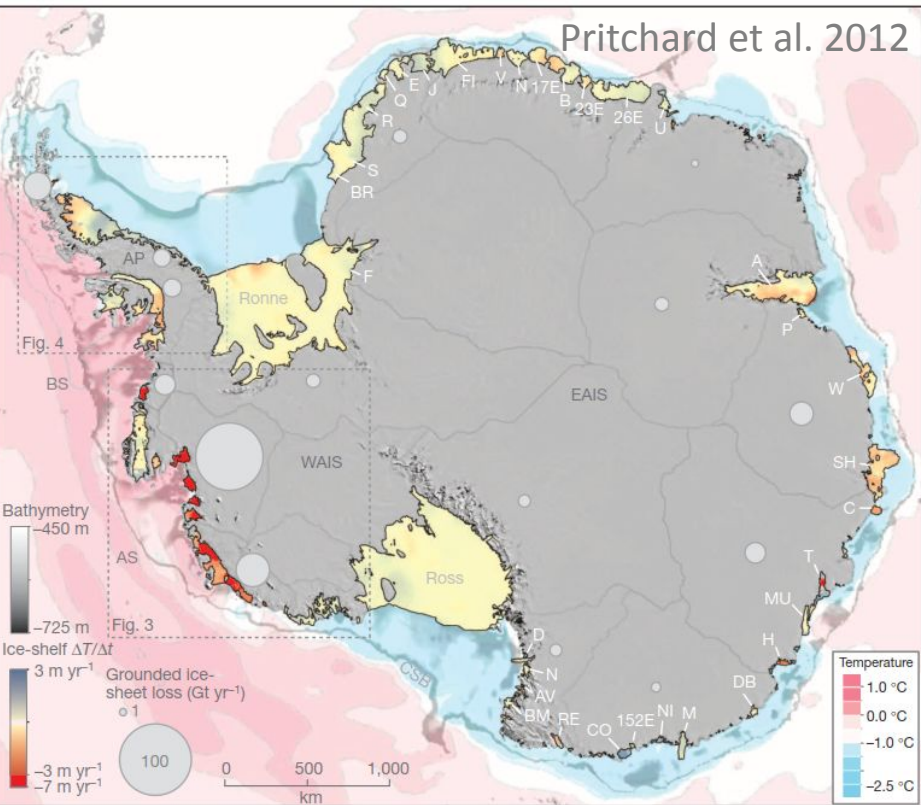 Pritchard et al. 2012
E
J
FI
V
N
17E
B
23E
26E
U
Q
R
S
BR
AP
F
Ronne
A
P
Fig. 4
BS
W
EAIS
WAIS
SH
C
Bathymetry
–450 m
–725 m
AS
Ross
T
MU
Fig. 3
Ice-shelf ΔT/Δt
3 m yr⁻¹
–3 m yr⁻¹
–7 m yr⁻¹
Grounded ice-
sheet loss (Gt yr⁻¹)
1
100
CSB
D
N
AV
BM
RE
CO
152E
NI
M
DB
H
0 500 1,000
km
Temperature
1.0 °C
0.0 °C
–1.0 °C
–2.5 °C